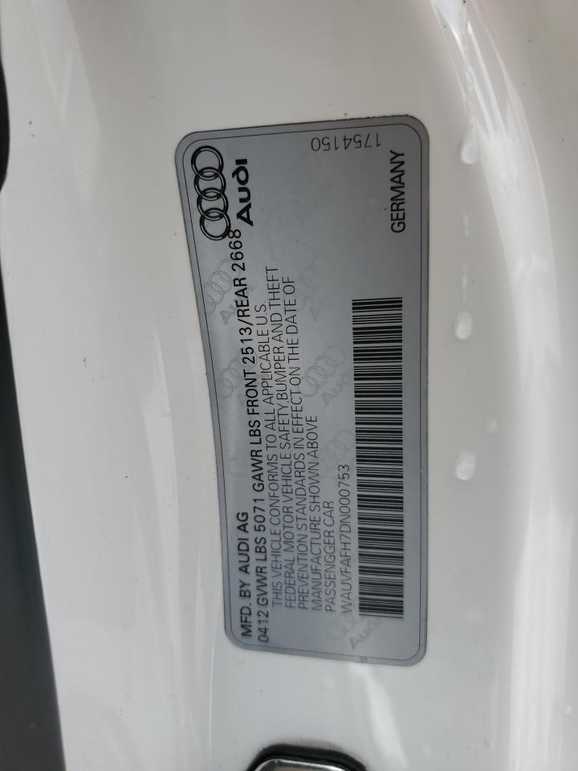 Audi
MFD. BY AUDI AG
0412 GVWR LBS 5071 GAWR LBS FRONT 2513/REAR 2668
THIS VEHICLE CONFORMS TO ALL APPLICABLE U.S.
FEDERAL MOTOR VEHICLE SAFETY BUMPER AND THEFT
PREVENTION STANDARDS IN EFFECT ON THE DATE OF
MANUFACTURE SHOWN ABOVE
PASSENGGER CAR
WAUVFAFH7DN000753
GERMANY
1754150